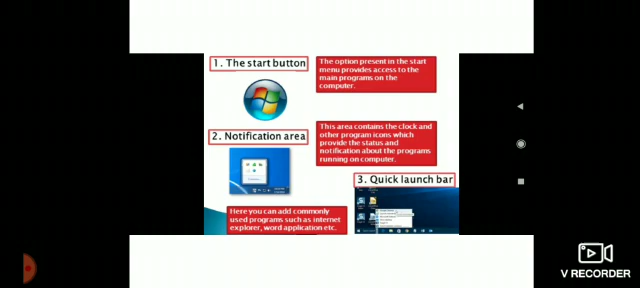 1. The start button
The option present in the start
menu provides access to the
main programs on the
computer.
2. Notification area
This area contains the clock and
other program icons which
provide the status and
notification about the programs
running on computer.
3. Quick launch bar
Here you can add commonly
used programs such as internet
explorer, word application etc.
V RECORDER